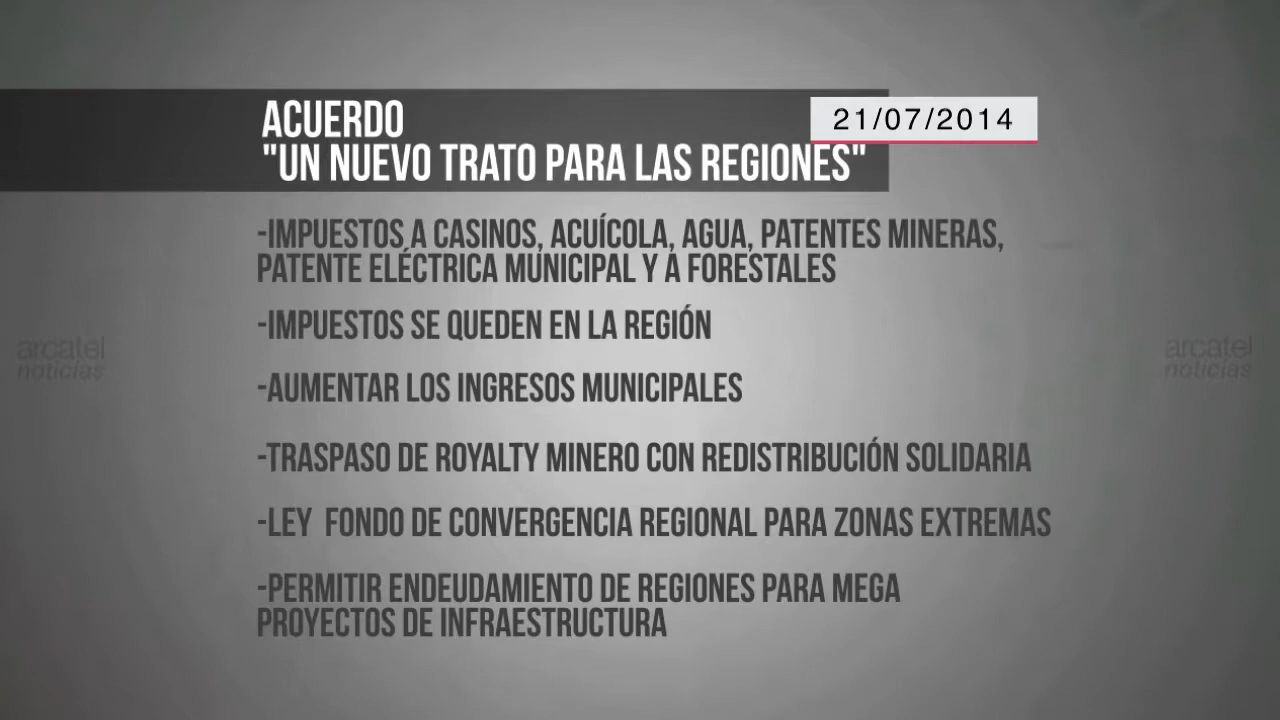 ACUERDO
21/07/2014
"UN NUEVO TRATO PARA LAS REGIONES"
-IMPUESTOS A CASINOS, ACUÍCOLA, AGUA, PATENTES MINERAS,
PATENTE ELÉCTRICA MUNICIPAL Y A FORESTALES
-IMPUESTOS SE QUEDEN EN LA REGIÓN
-AUMENTAR LOS INGRESOS MUNICIPALES
-TRASPASO DE ROYALTY MINERO CON REDISTRIBUCIÓN SOLIDARIA
-LEY  FONDO DE CONVERGENCIA REGIONAL PARA ZONAS EXTREMAS
-PERMITIR ENDEUDAMIENTO DE REGIONES PARA MEGA
PROYECTOS DE INFRAESTRUCTURA
arcatel
noticias
arcatel
noticias